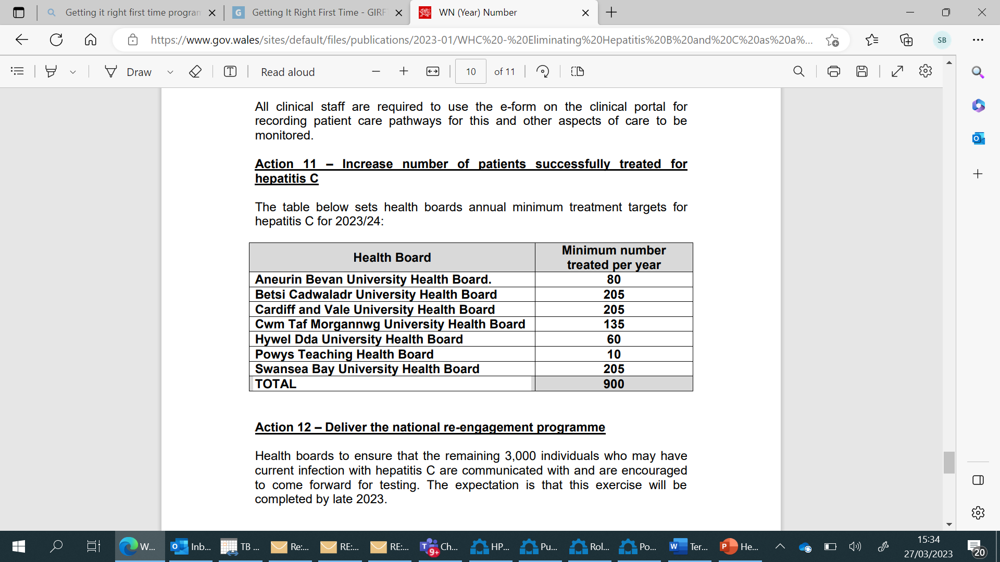 Getting it right first time program
Getting It Right First Time - GIRF
WN (Year) Number
https://www.gov.wales/sites/default/files/publications/2023-01/WHC%20-%20Eliminating%20Hepatitis%20B%20and%20C%20as%20a%...
SB
Draw
Read aloud
10
of 11
All clinical staff are required to use the e-form on the clinical portal for
recording patient care pathways for this and other aspects of care to be
monitored.
Action 11 – Increase number of patients successfully treated for
hepatitis C
The table below sets health boards annual minimum treatment targets for
hepatitis C for 2023/24:
Health Board
Minimum number
treated per year
Aneurin Bevan University Health Board. 80
Betsi Cadwaladr University Health Board 205
Cardiff and Vale University Health Board 205
Cwm Taf Morgannwg University Health Board 135
Hywel Dda University Health Board 60
Powys Teaching Health Board 10
Swansea Bay University Health Board 205
TOTAL 900
Action 12 – Deliver the national re-engagement programme
Health boards to ensure that the remaining 3,000 individuals who may have
current infection with hepatitis C are communicated with and are encouraged
to come forward for testing. The expectation is that this exercise will be
completed by late 2023.
W... Inb... TB ... Re:... RE:... RE:... 9+ Ch... HP... Pu... Rol... Po... Ter... He...
15:34
27/03/2023
20